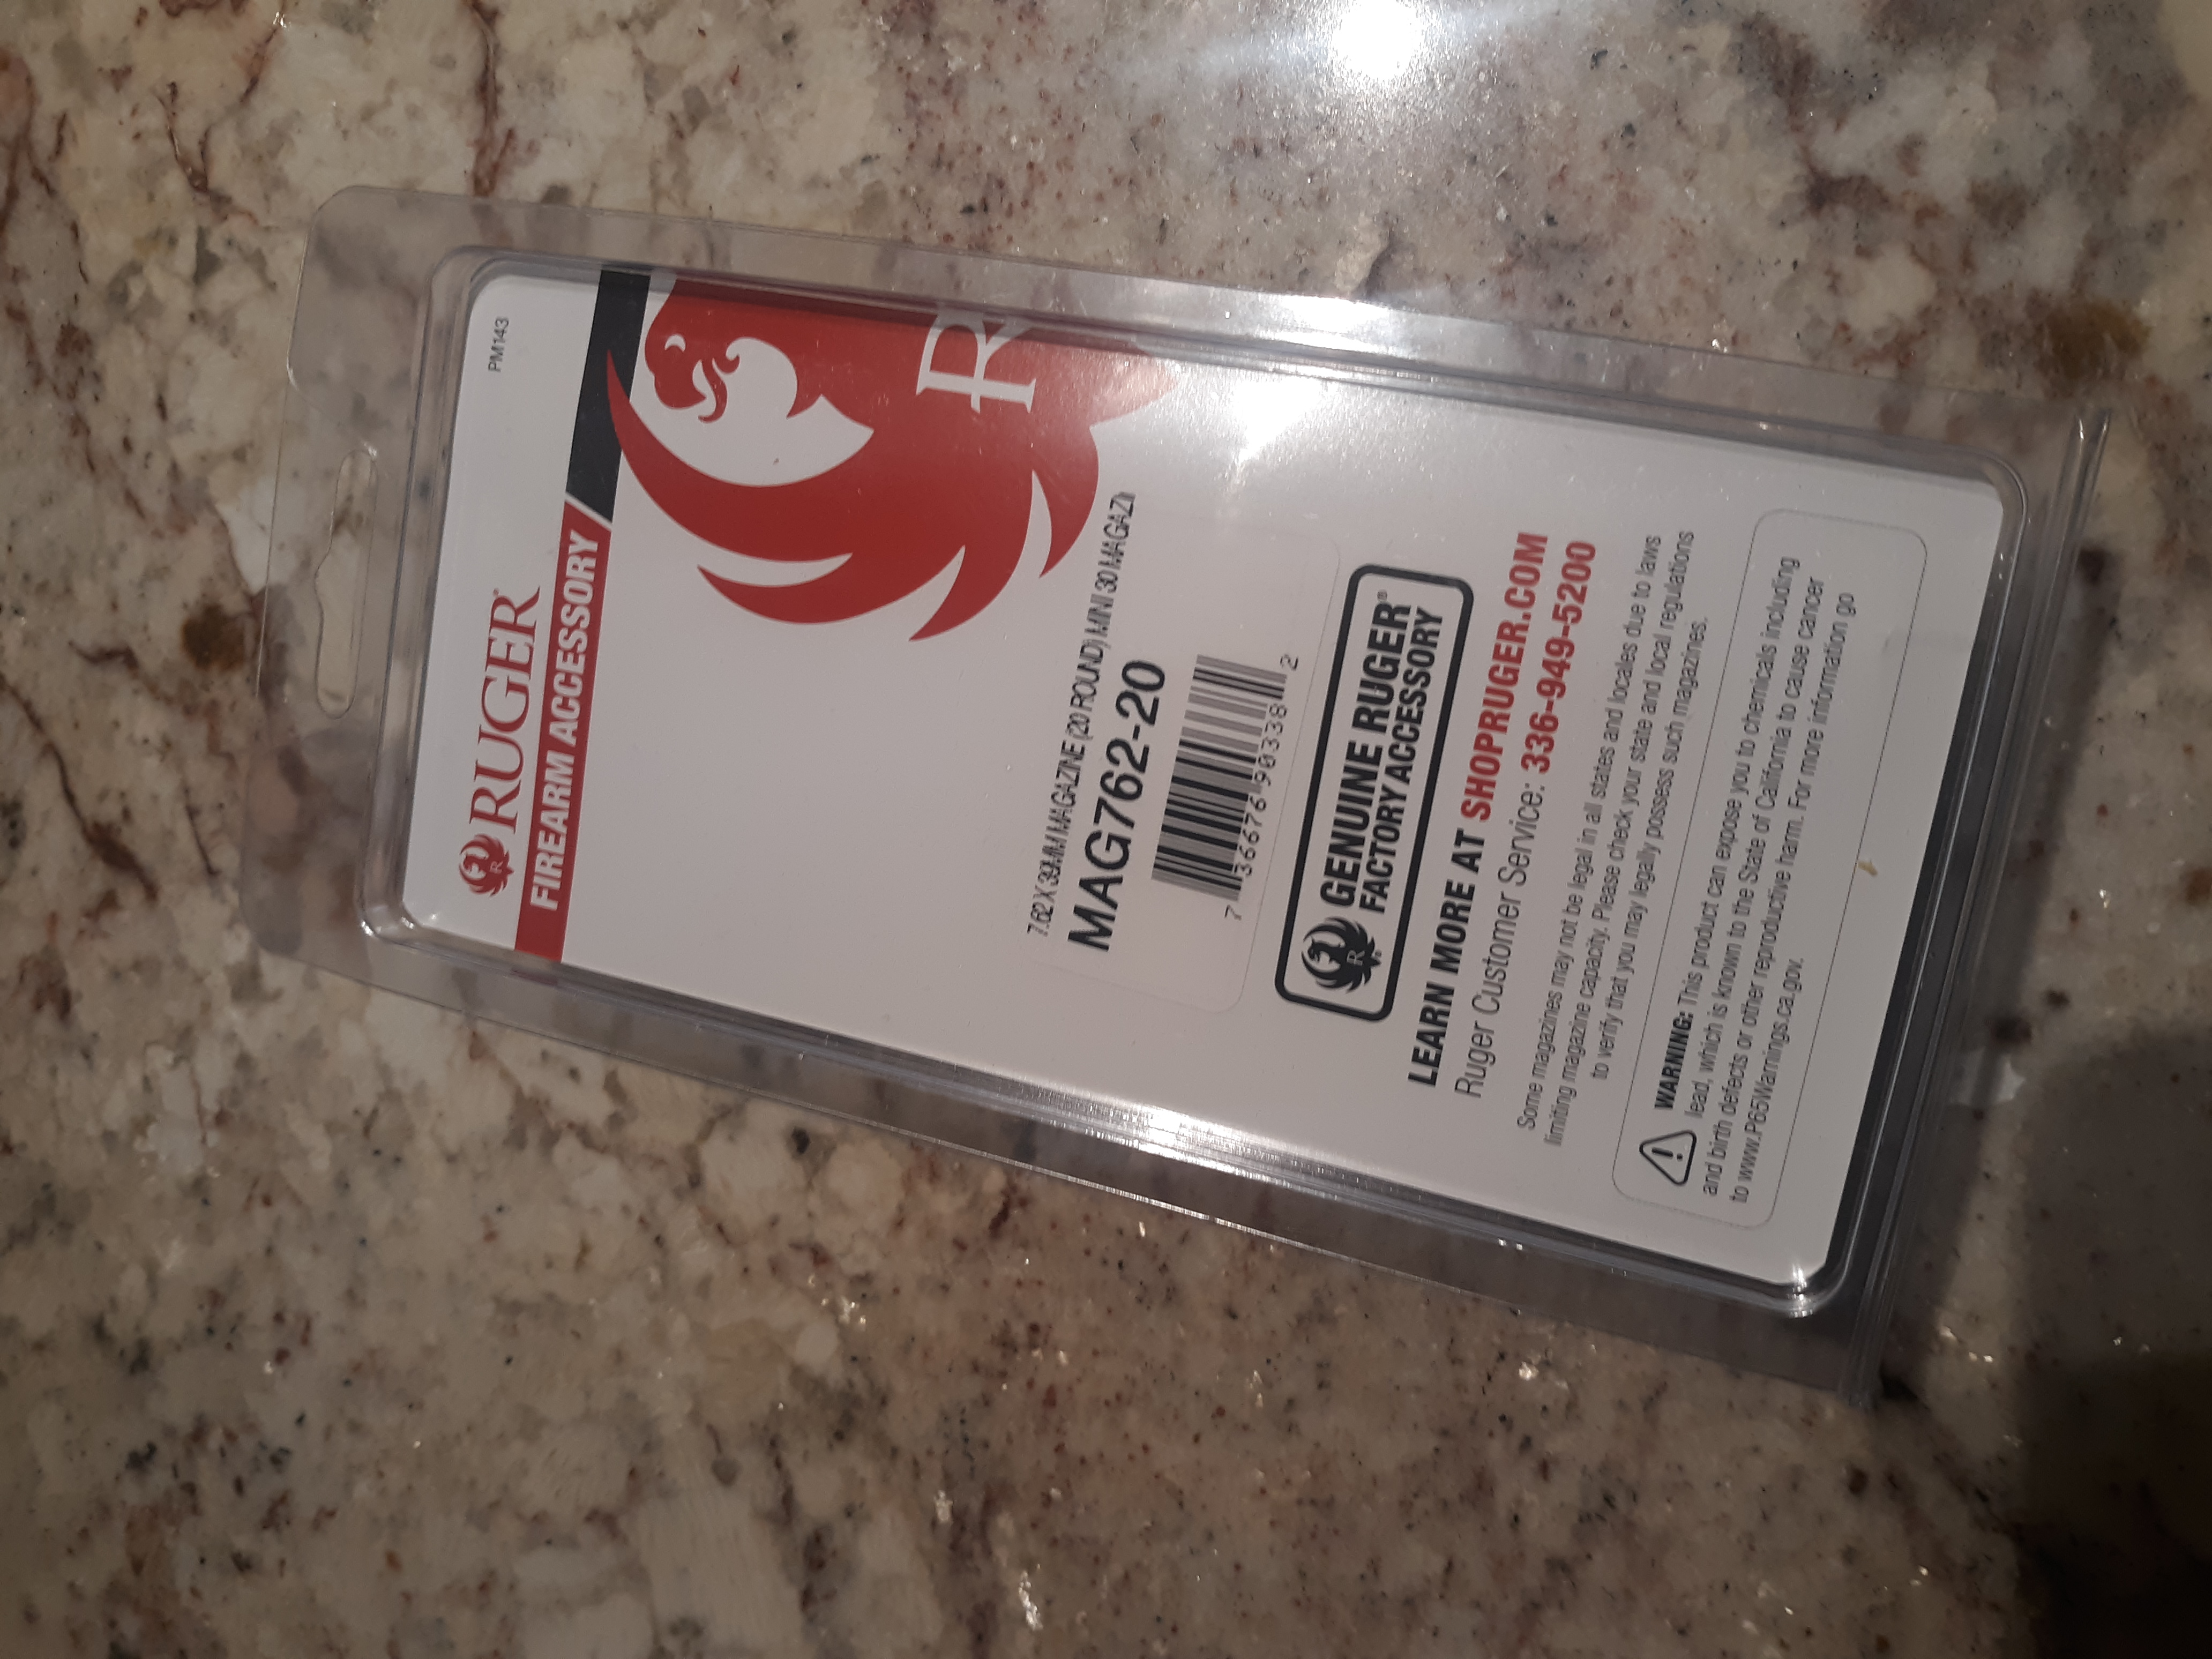 PM143
RUGER®
FIREARM ACCESSORY
R
7.62 X 39MM MAGAZINE (20 ROUND) MINI 30 MAGAZI
MAG762-20
7 36676 90338 2
GENUINE RUGER®
FACTORY ACCESSORY
LEARN MORE AT SHOPRUGER.COM
Ruger Customer Service: 336-949-5200
Some magazines may not be legal in all states and locales due to laws
limiting magazine capacity. Please check your state and local regulations
to verify that you may legally possess such magazines.
WARNING: This product can expose you to chemicals including
lead, which is known to the State of California to cause cancer
and birth defects or other reproductive harm. For more information go
to www.P65Warnings.ca.gov.